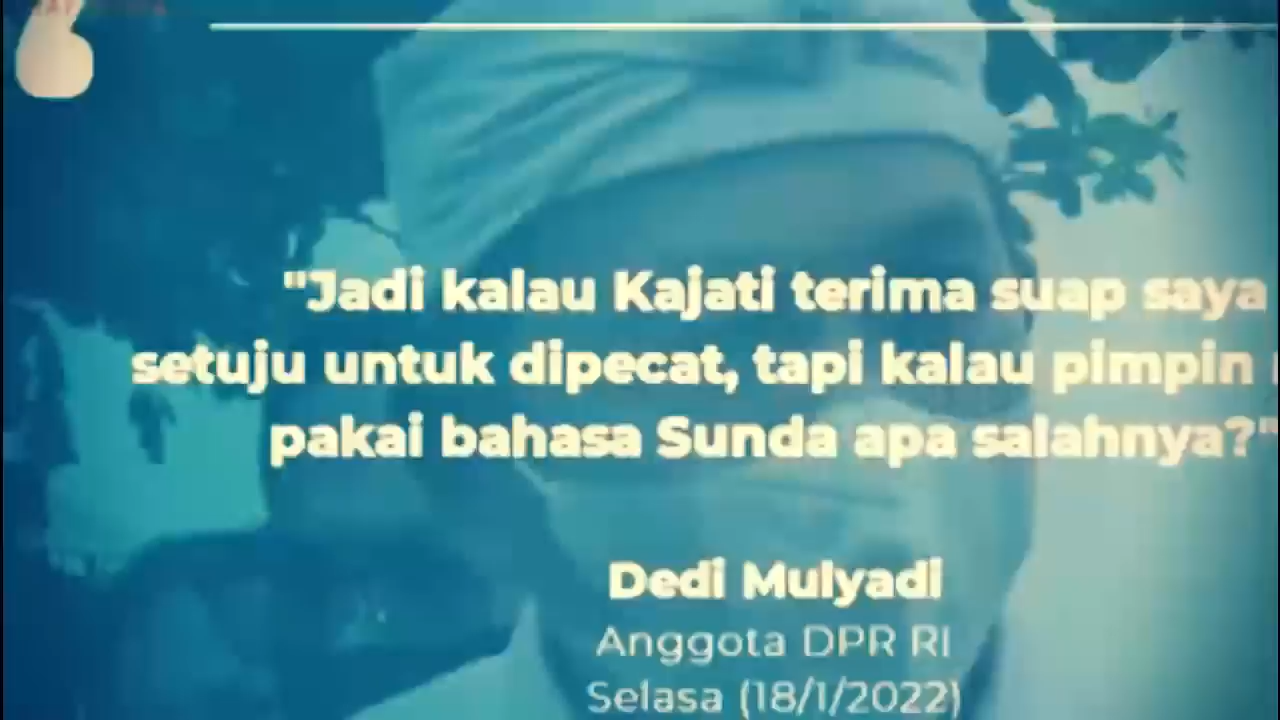 "Jadi kalau Kajati terima suap saya
setuju untuk dipecat, tapi kalau pimpin
pakai bahasa Sunda apa salahnya?"
Dedi Mulyadi
Anggota DPR RI
Selasa (18/1/2022)